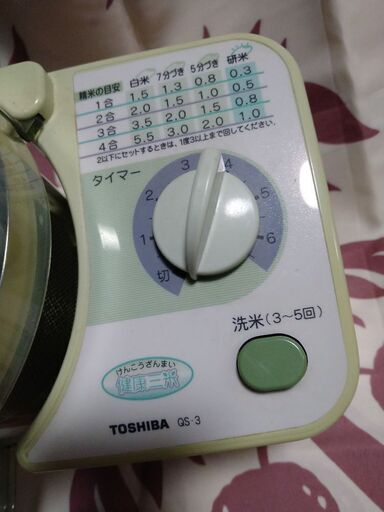 精米の目安 白米 7分づき 5分づき 研米
1合 1.5 1.3 0.8 0.3
2合 2.0 1.5 1.0 0.5
3合 3.5 2.0 1.5 0.8
4合 5.5 3.0 2.0 1.0
2以下にセットするときは、1度3以上まで回してください。
タイマー
切 1 2 3 4 5 6
洗米(3〜5回)
けんこうざんまい
健康三米
TOSHIBA QS-3